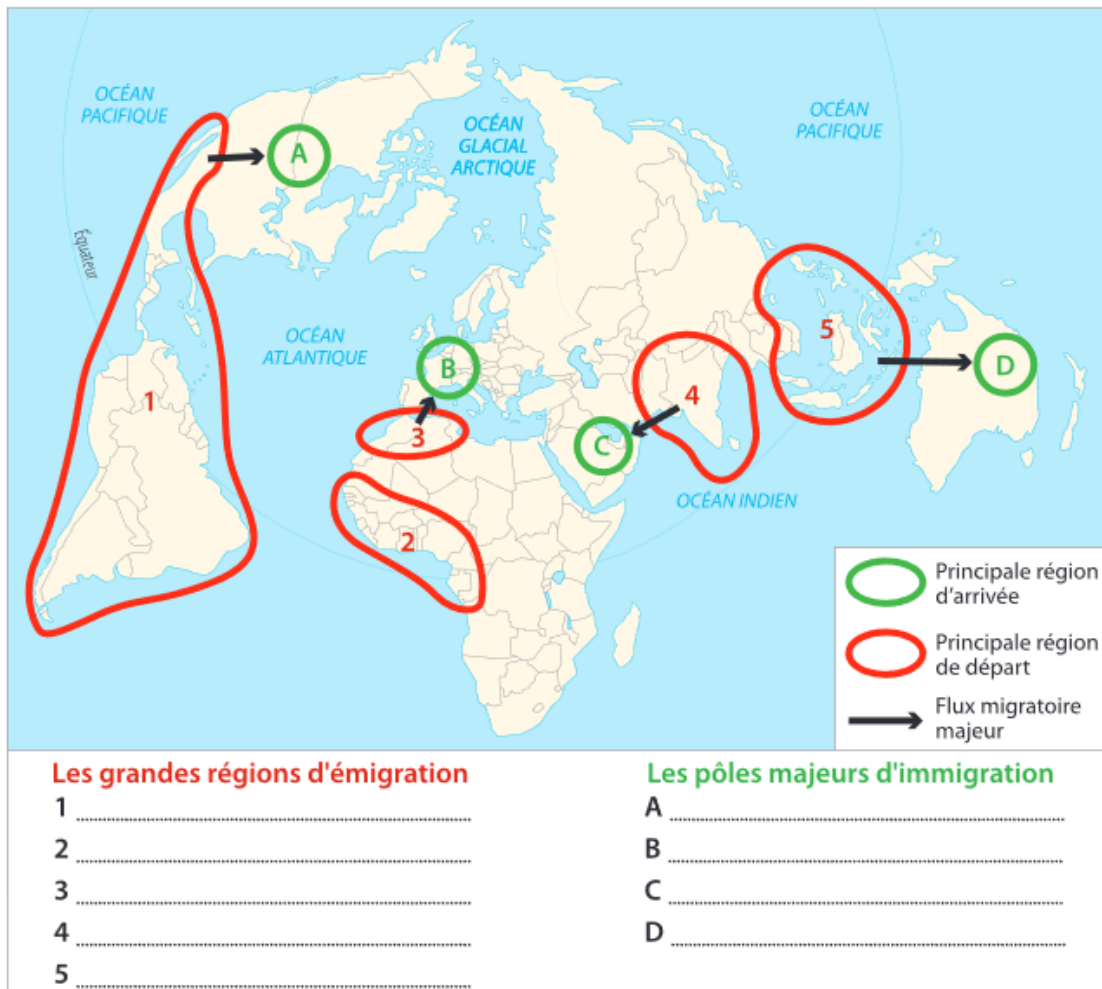 OCÉAN
PACIFIQUE
OCÉAN
GLACIAL
ARCTIQUE
OCÉAN
PACIFIQUE
A
Équateur
OCÉAN
ATLANTIQUE
B
1
3
2
C
4
5
D
OCÉAN INDIEN
Principale région
d'arrivée
Principale région
de départ
Flux migratoire
majeur
Les grandes régions d'émigration
1
2
3
4
5
Les pôles majeurs d'immigration
A
B
C
D